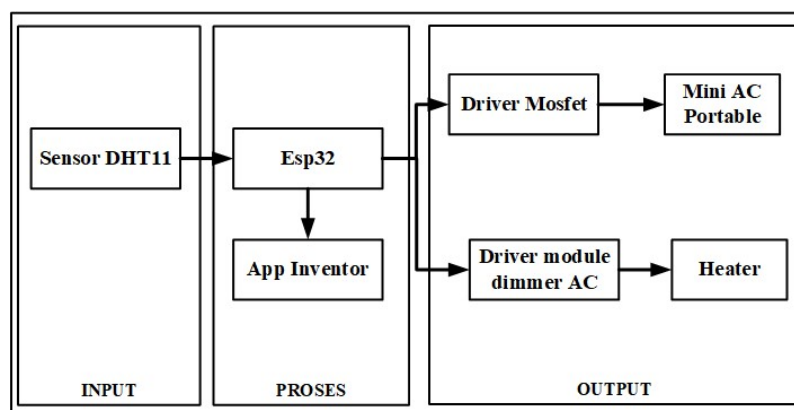 Sensor DHT11
INPUT
Esp32
App Inventor
PROSES
Driver Mosfet
Mini AC
Portable
Driver module
dimmer AC
Heater
OUTPUT